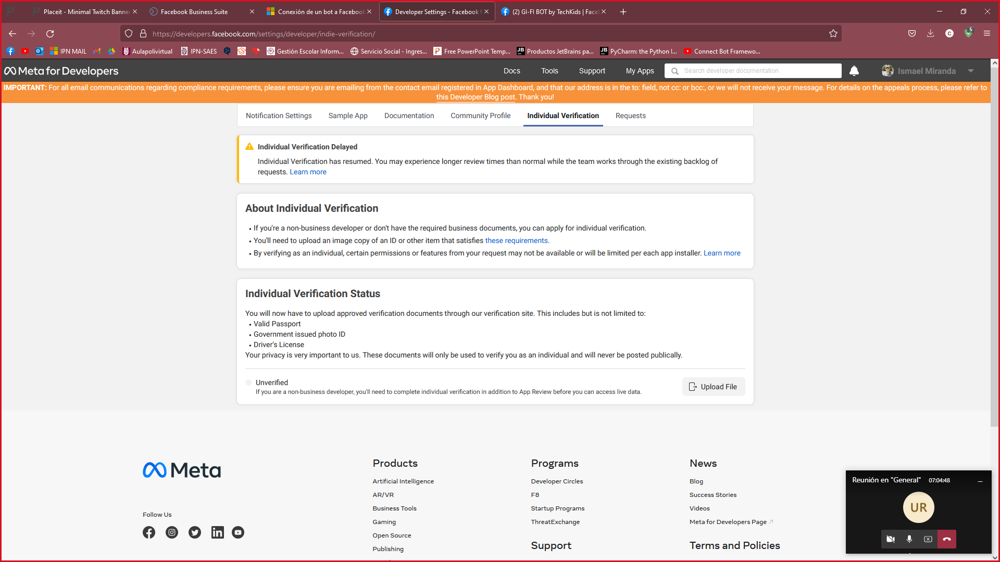 Placeit - Minimal Twitch Banner
Facebook Business Suite
Conexión de un bot a Facebook
Developer Settings - Facebook f
(2) GI-FI BOT by TechKids | Face
https://developers.facebook.com/settings/developer/indie-verification/
5
IPN MAIL
Aulapolivirtual
IPN-SAES
Gestión Escolar Inform...
Servicio Social - Ingres...
Free PowerPoint Temp...
Productos JetBrains pa...
PyCharm: the Python I...
Connect Bot Framewo...
Meta for Developers
Docs
Tools
Support
My Apps
Search developer documentation
Ismael Miranda
IMPORTANT: For all email communications regarding compliance requirements, please ensure you are emailing from the contact email registered in App Dashboard, and that our address is in the to: field, not cc: or bcc:, or we will not receive your message. For details on the appeals process, please refer to
this Developer Blog post. Thank you!
Notification Settings
Sample App
Documentation
Community Profile
Individual Verification
Requests
Individual Verification Delayed
Individual Verification has resumed. You may experience longer review times than normal while the team works through the existing backlog of
requests. Learn more
About Individual Verification
• If you're a non-business developer or don't have the required business documents, you can apply for individual verification.
• You'll need to upload an image copy of an ID or other item that satisfies these requirements.
• By verifying as an individual, certain permissions or features from your request may not be available or will be limited per each app installer. Learn more
Individual Verification Status
You will now have to upload approved verification documents through our verification site. This includes but is not limited to:
• Valid Passport
• Government issued photo ID
• Driver's License
Your privacy is very important to us. These documents will only be used to verify you as an individual and will never be posted publically.
Unverified
If you are a non-business developer, you'll need to complete individual verification in addition to App Review before you can access live data.
Upload File
Meta
Follow Us
Products
Artificial Intelligence
AR/VR
Business Tools
Gaming
Open Source
Publishing
Programs
Developer Circles
F8
Startup Programs
ThreatExchange
Support
News
Blog
Success Stories
Videos
Meta for Developers Page
Terms and Policies
Reunión en "General"
07:04:48
UR